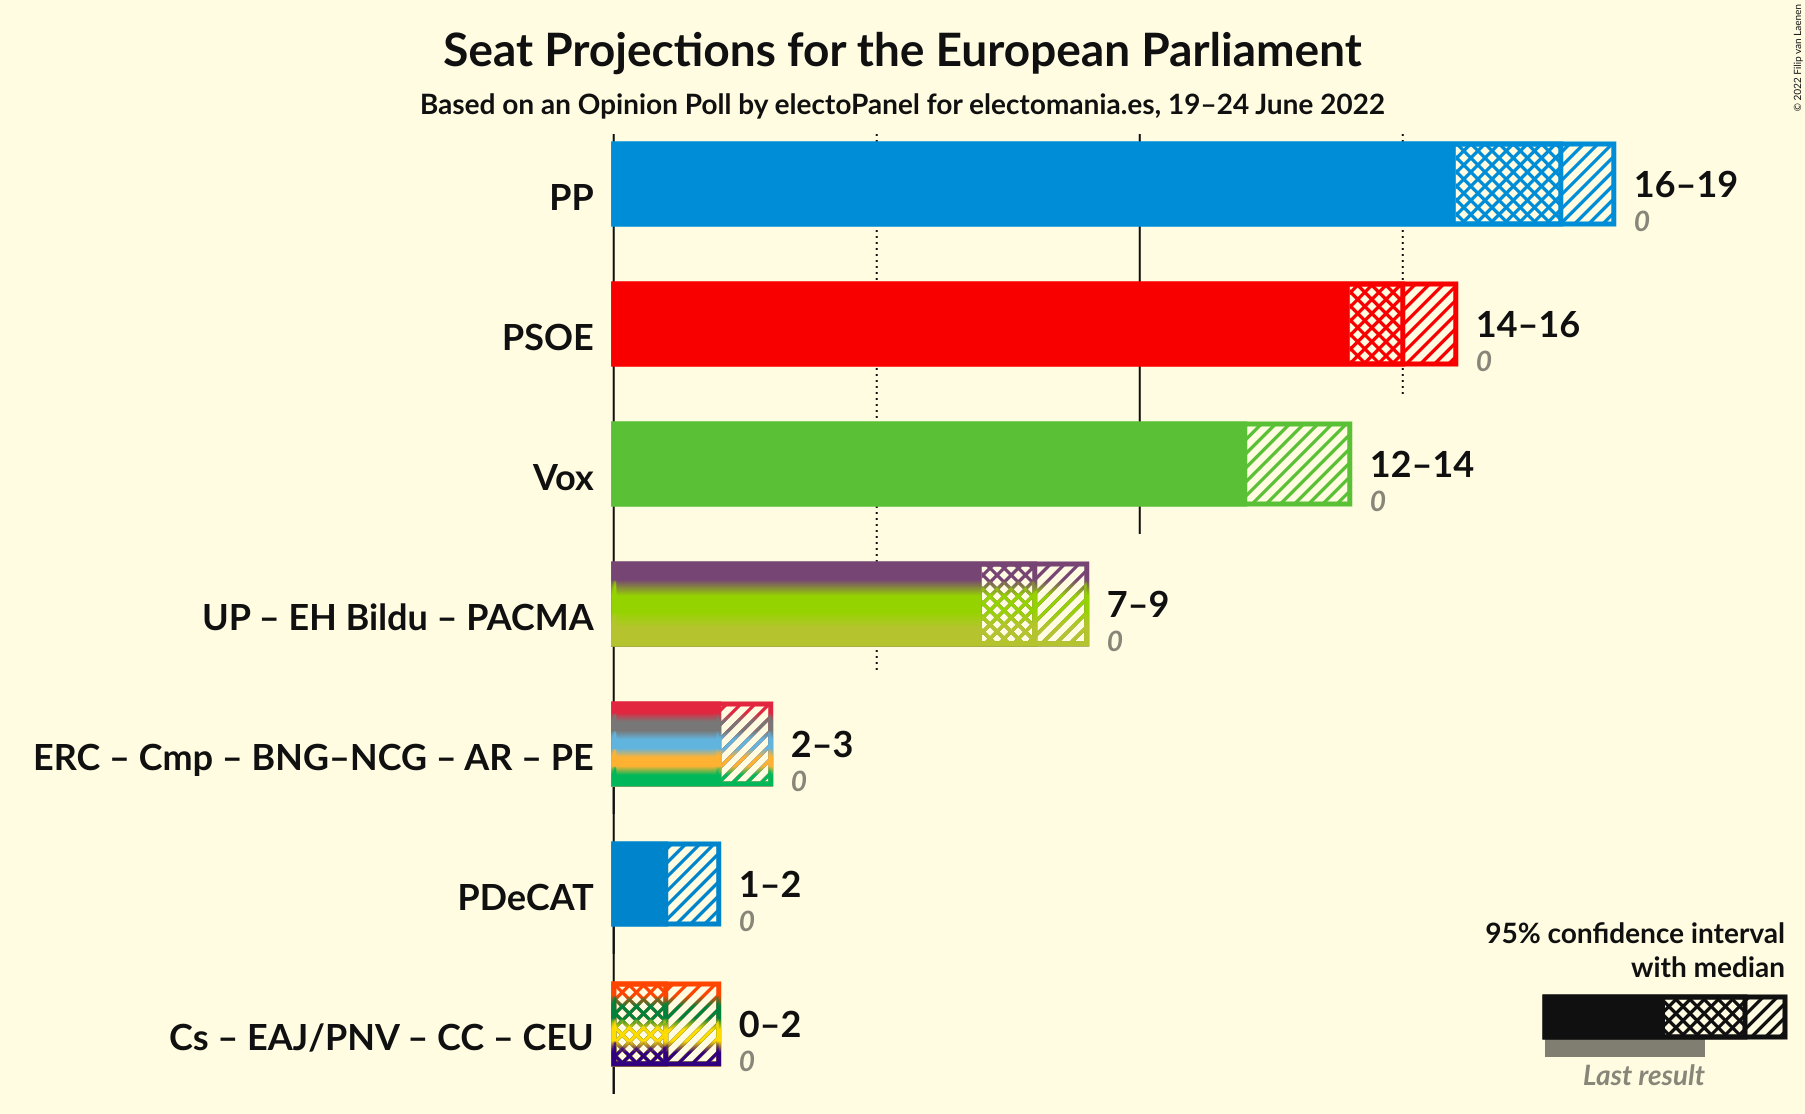 Seat Projections for the European Parliament
Based on an Opinion Poll by electoPanel for electomania.es, 19–24 June 2022
© 2022 Filip van Laenen
PP
16–19
0
PSOE
14–16
0
Vox
12–14
0
UP – EH Bildu – PACMA
7–9
0
ERC – Cmp – BNG–NCG – AR – PE
2–3
0
PDeCAT
1–2
0
Cs – EAJ/PNV – CC – CEU
0–2
0
95% confidence interval
with median
Last result